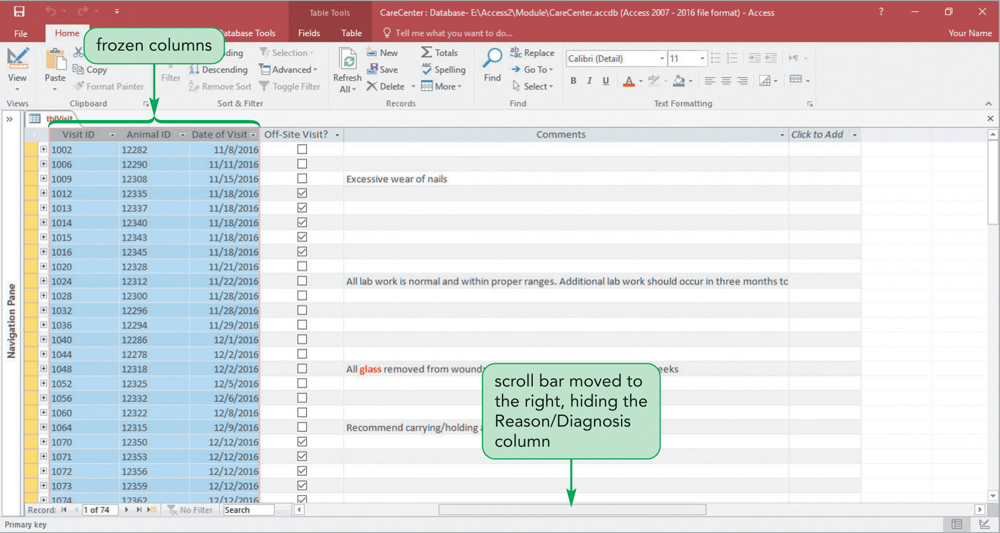 Table Tools
CareCenter : Database- E:\Access2\Module\CareCenter.accdb (Access 2007 - 2016 file format) - Access
?
File
Home
Database Tools
Fields
Table
Tell me what you want to do...
Your Name
frozen columns
View
Views
Paste
Copy
Format Painter
Clipboard
Filter
Descending
Remove Sort
Selection
Advanced
Toggle Filter
Sort & Filter
Refresh
All
New
Save
Delete
Totals
Spelling
More
Records
Find
Replace
Go To
Select
Find
Calibri (Detail)
11
B I U
Text Formatting
tblVisit
Navigation Pane
Visit ID Animal ID Date of Visit Off-Site Visit? Comments Click to Add
1002 12282 11/8/2016
1006 12290 11/11/2016
1009 12308 11/15/2016 Excessive wear of nails
1012 12335 11/18/2016
1013 12337 11/18/2016
1014 12340 11/18/2016
1015 12343 11/18/2016
1016 12345 11/18/2016
1020 12328 11/21/2016
1024 12312 11/22/2016 All lab work is normal and within proper ranges. Additional lab work should occur in three months to
1028 12300 11/28/2016
1032 12296 11/28/2016
1036 12294 11/29/2016
1040 12286 12/1/2016
1044 12278 12/2/2016
1048 12318 12/2/2016 All glass removed from wound;
1052 12325 12/5/2016
1056 12332 12/6/2016
1060 12322 12/8/2016
1064 12315 12/9/2016 Recommend carrying/holding
1070 12350 12/12/2016
1071 12353 12/12/2016
1072 12356 12/12/2016
1073 12359 12/12/2016
1074 12362 12/12/2016
scroll bar moved to
the right, hiding the
Reason/Diagnosis
column
Record: 1 of 74 No Filter Search
Primary key